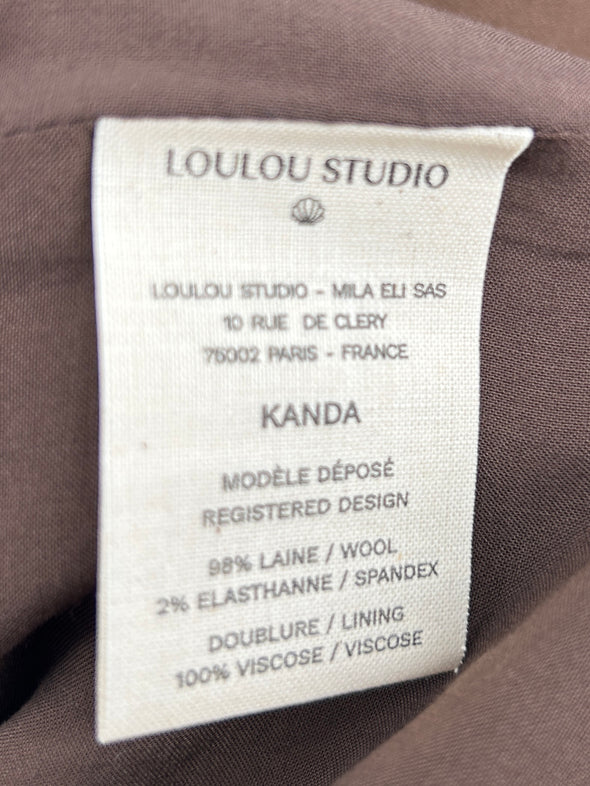 LOULOU STUDIO
LOULOU STUDIO - MILA ELI SAS
10 RUE DE CLERY
75002 PARIS - FRANCE
KANDA
MODÈLE DÉPOSÉ
REGISTERED DESIGN
98% LAINE / WOOL
2% ELASTHANNE / SPANDEX
DOUBLURE / LINING
100% VISCOSE / VISCOSE